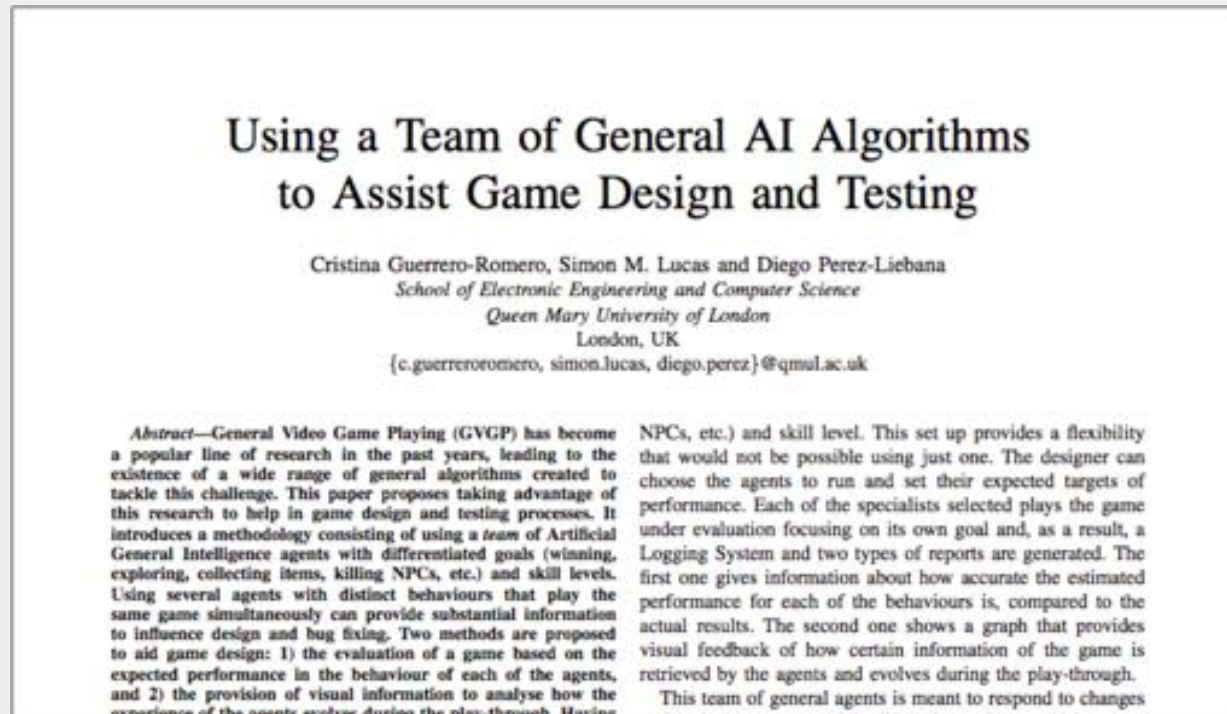 Using a Team of General AI Algorithms
to Assist Game Design and Testing
Cristina Guerrero-Romero, Simon M. Lucas and Diego Perez-Liebana
School of Electronic Engineering and Computer Science
Queen Mary University of London
London, UK
{c.guerreroromero, simon.lucas, diego.perez}@qmul.ac.uk
Abstract—General Video Game Playing (GVGP) has become
a popular line of research in the past years, leading to the
existence of a wide range of general algorithms created to
tackle this challenge. This paper proposes taking advantage of
this research to help in game design and testing processes. It
introduces a methodology consisting of using a team of Artificial
General Intelligence agents with differentiated goals (winning,
exploring, collecting items, killing NPCs, etc.) and skill levels.
Using several agents with distinct behaviours that play the
same game simultaneously can provide substantial information
to influence design and bug fixing. Two methods are proposed
to aid game design: 1) the evaluation of a game based on the
expected performance in the behaviour of each of the agents,
and 2) the provision of visual information to analyse how the
experience of the agents evolves during the play-through. Having
NPCs, etc.) and skill level. This set up provides a flexibility
that would not be possible using just one. The designer can
choose the agents to run and set their expected targets of
performance. Each of the specialists selected plays the game
under evaluation focusing on its own goal and, as a result, a
Logging System and two types of reports are generated. The
first one gives information about how accurate the estimated
performance for each of the behaviours is, compared to the
actual results. The second one shows a graph that provides
visual feedback of how certain information of the game is
retrieved by the agents and evolves during the play-through.
This team of general agents is meant to respond to changes